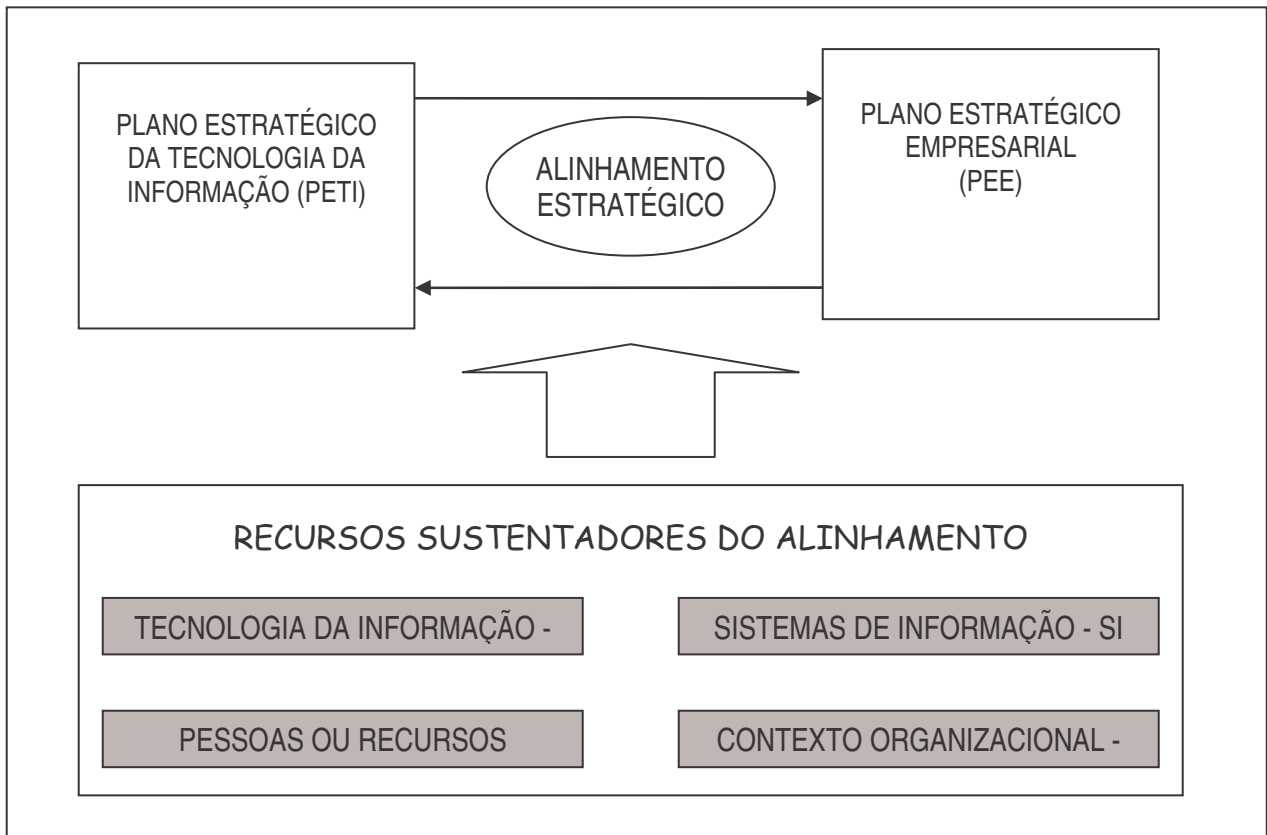 PLANO ESTRATÉGICO
DA TECNOLOGIA DA
INFORMAÇÃO (PETI)
ALINHAMENTO
ESTRATÉGICO
PLANO ESTRATÉGICO
EMPRESARIAL
(PEE)
RECURSOS SUSTENTADORES DO ALINHAMENTO
TECNOLOGIA DA INFORMAÇÃO -
SISTEMAS DE INFORMAÇÃO - SI
PESSOAS OU RECURSOS
CONTEXTO ORGANIZACIONAL -